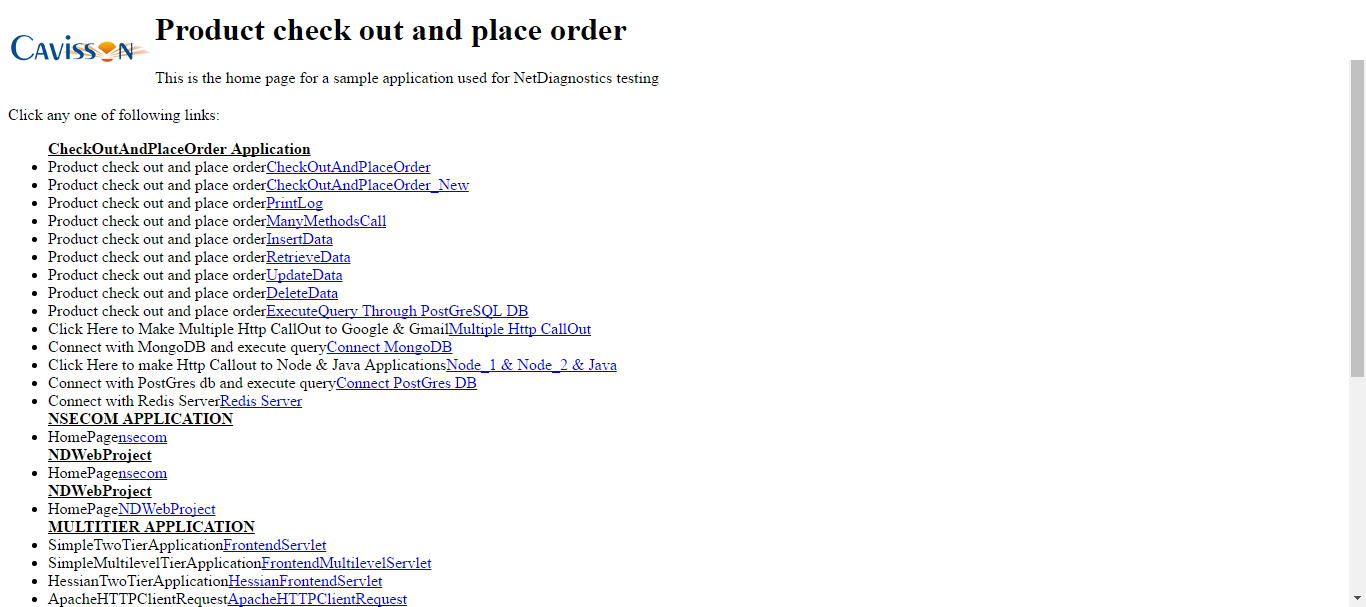 CAVISSON
Product check out and place order
This is the home page for a sample application used for NetDiagnostics testing
Click any one of following links:
CheckOutAndPlaceOrder Application
Product check out and place orderCheckOutAndPlaceOrder
Product check out and place orderCheckOutAndPlaceOrder_New
Product check out and place orderPrintLog
Product check out and place orderManyMethodsCall
Product check out and place orderInsertData
Product check out and place orderRetrieveData
Product check out and place orderUpdateData
Product check out and place orderDeleteData
Product check out and place orderExecuteQuery Through PostGreSQL DB
Click Here to Make Multiple Http CallOut to Google & GmailMultiple Http CallOut
Connect with MongoDB and execute queryConnect MongoDB
Click Here to make Http Callout to Node & Java ApplicationsNode_1 & Node_2 & Java
Connect with PostGres db and execute queryConnect PostGres DB
Connect with Redis ServerRedis Server
NSECOM APPLICATION
HomePagensecom
NDWebProject
HomePagensecom
NDWebProject
HomePageNDWebProject
MULTITIER APPLICATION
SimpleTwoTierApplicationFrontendServlet
SimpleMultilevelTierApplicationFrontendMultilevelServlet
HessianTwoTierApplicationHessianFrontendServlet
ApacheHTTPClientRequestApacheHTTPClientRequest